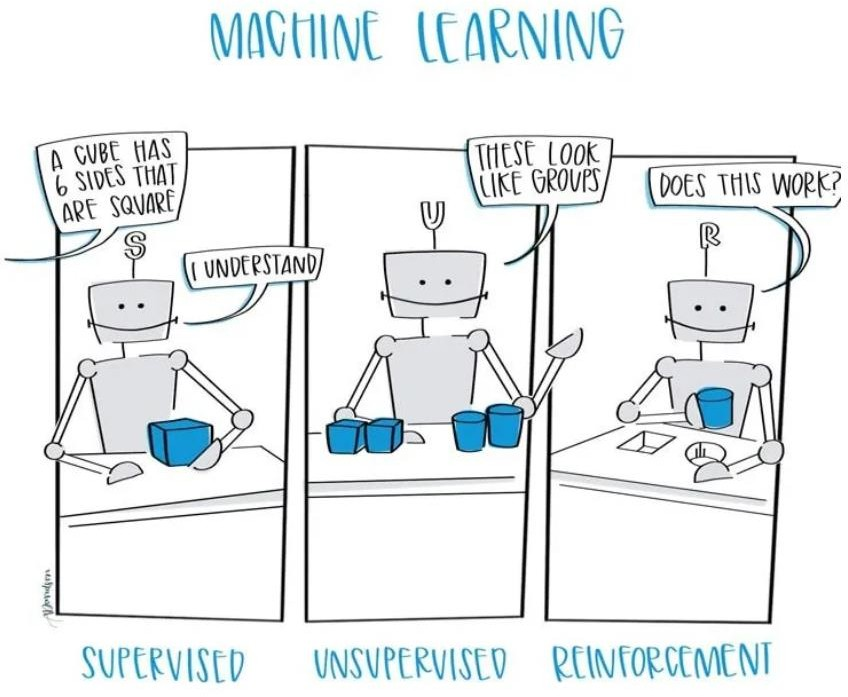 MACHINE LEARNING
A CUBE HAS
6 SIDES THAT
ARE SQUARE
S
I UNDERSTAND
U
THESE LOOK
LIKE GROUPS
R
DOES THIS WORK?
SUPERVISED
UNSUPERVISED
REINFORCEMENT